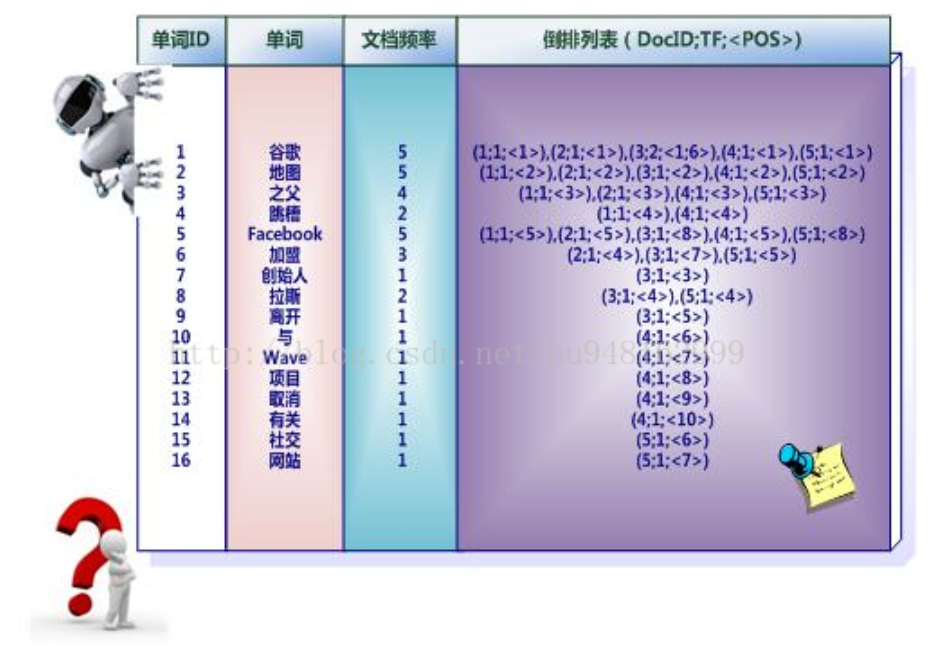 单词ID 单词 文档频率 倒排列表(DocID;TF;<POS>)
1 谷歌 5 (1;1;<1>),(2;1;<1>),(3;2;<1;6>),(4;1;<1>),(5;1;<1>)
2 地图 5 (1;1;<2>),(2;1;<2>),(3;1;<2>),(4;1;<2>),(5;1;<2>)
3 之父 4 (1;1;<3>),(2;1;<3>),(4;1;<3>),(5;1;<3>)
4 跳槽 2 (1;1;<4>),(4;1;<4>)
5 Facebook 5 (1;1;<5>),(2;1;<5>),(3;1;<8>),(4;1;<5>),(5;1;<8>)
6 加盟 3 (2;1;<4>),(3;1;<7>),(5;1;<5>)
7 创始人 1 (3;1;<3>)
8 拉斯 2 (3;1;<4>),(5;1;<4>)
9 离开 1 (3;1;<5>)
10 与 1 (4;1;<6>)
11 Wave 1 (4;1;<7>)
12 项目 1 (4;1;<8>)
13 取消 1 (4;1;<9>)
14 有关 1 (4;1;<10>)
15 社交 1 (5;1;<6>)
16 网站 1 (5;1;<7>)